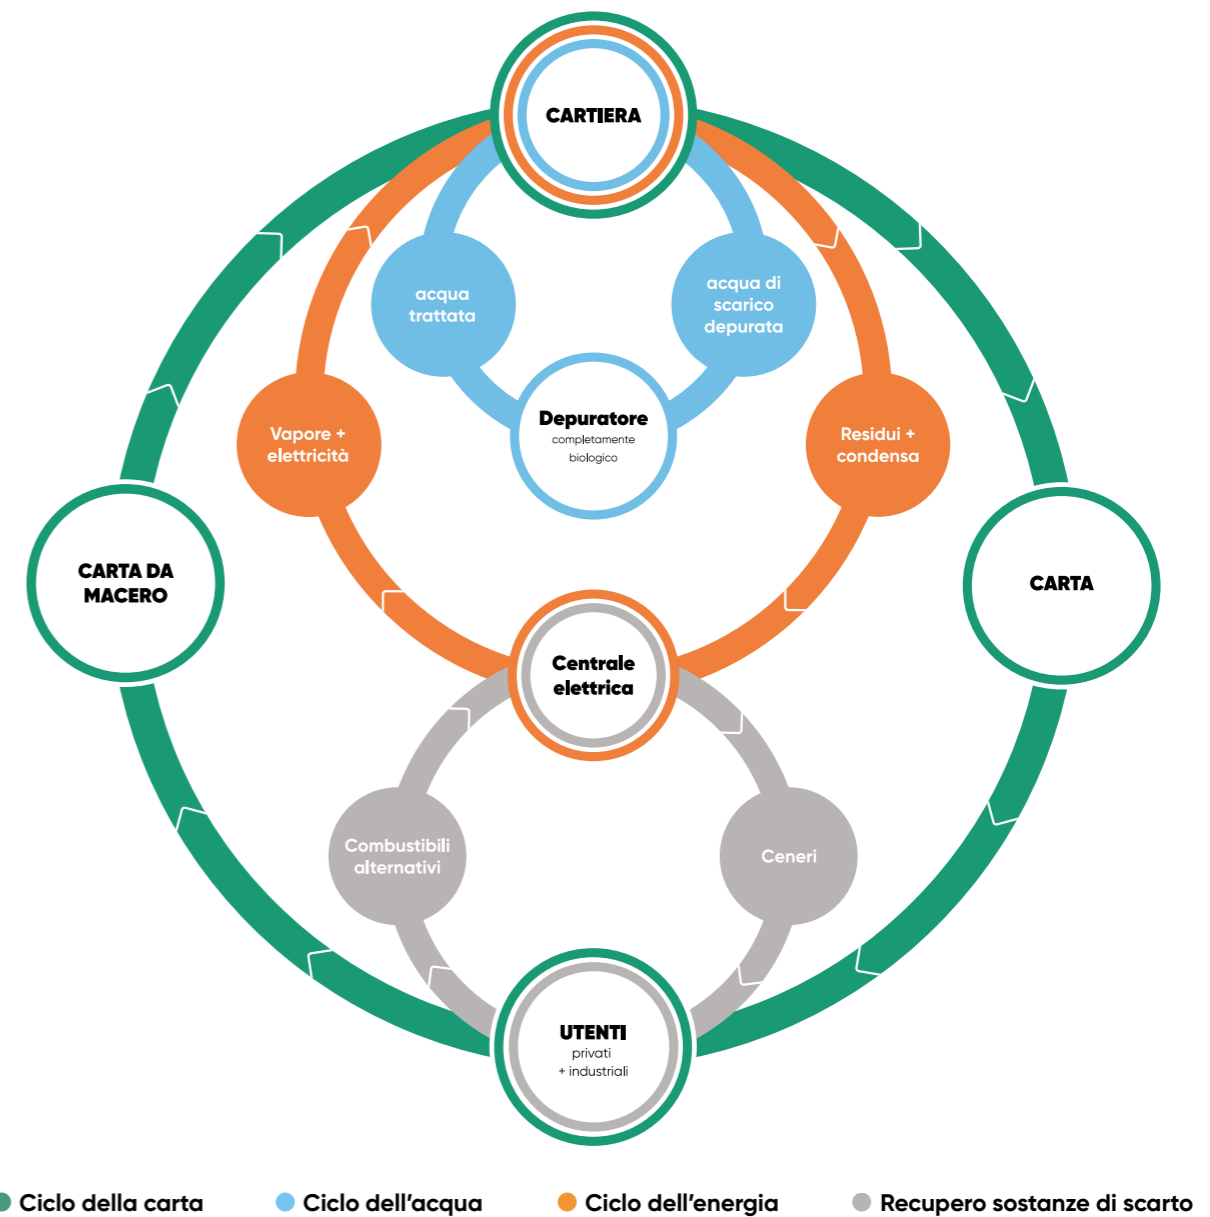 CARTIERA
acqua
trattata
acqua di
scarico
depurata
Depuratore
completamente
biologico
Vapore +
elettricità
Residui +
condensa
CARTA DA
MACERO
CARTA
Centrale
elettrica
Combustibili
alternativi
Ceneri
UTENTI
privati
+ industriali
Ciclo della carta
Ciclo dell'acqua
Ciclo dell'energia
Recupero sostanze di scarto